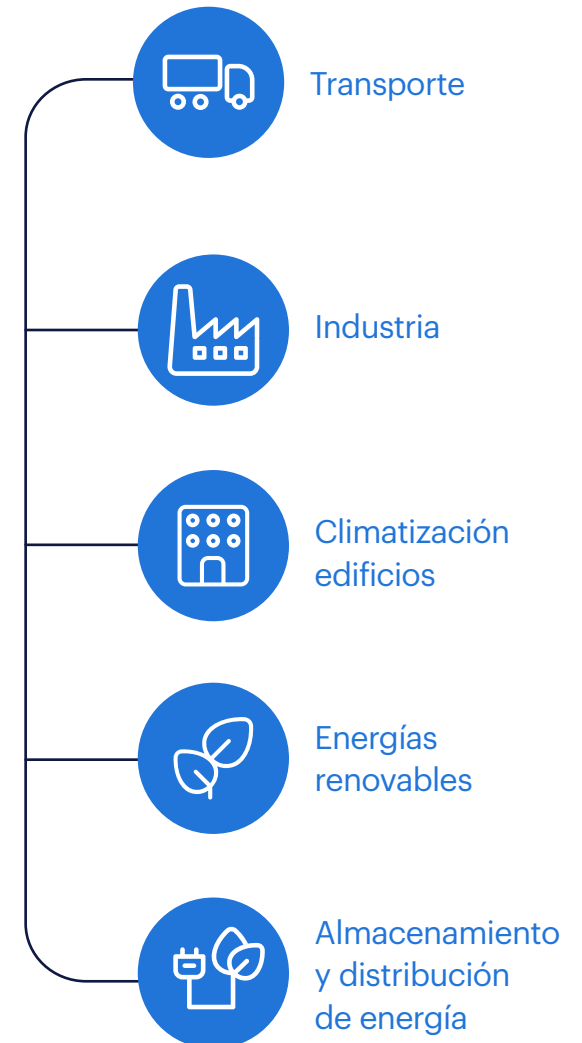 Transporte
Industria
Climatización
edificios
Energías
renovables
Almacenamiento
y distribución
de energía